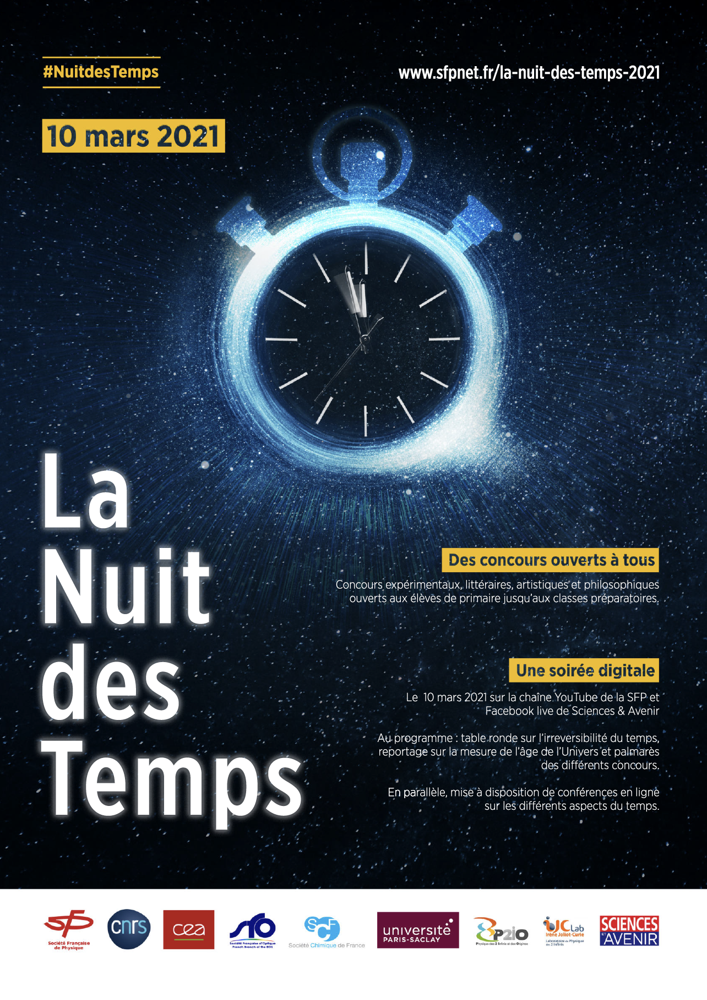 #NuitdesTemps
www.sfpnet.fr/la-nuit-des-temps-2021
10 mars 2021
La
Nuit
des
Temps
Des concours ouverts à tous
Concours expérimentaux, littéraires, artistiques et philosophiques
ouverts aux élèves de primaire jusqu'aux classes préparatoires.
Une soirée digitale
Le 10 mars 2021 sur la chaîne YouTube de la SFP et
Facebook live de Sciences & Avenir
Au programme : table ronde sur l'irreversibilité du temps,
reportage sur la mesure de l'âge de l'Univers et palmarès
des différents concours.
En parallèle, mise à disposition de conférences en ligne
sur les différents aspects du temps.
sfp
Société Française
de Physique
cnrs
cea
sfo
Société Française d'Optique
French Branch of the EOS
SCF
Société Chimique de France
université
PARIS-SACLAY
P2iO
Physique des 2 Infinis et des Origines
iJC Lab
Irène Joliot-Curie
Laboratoire de Physique
des 2 Infinis
SCIENCES
ET AVENIR